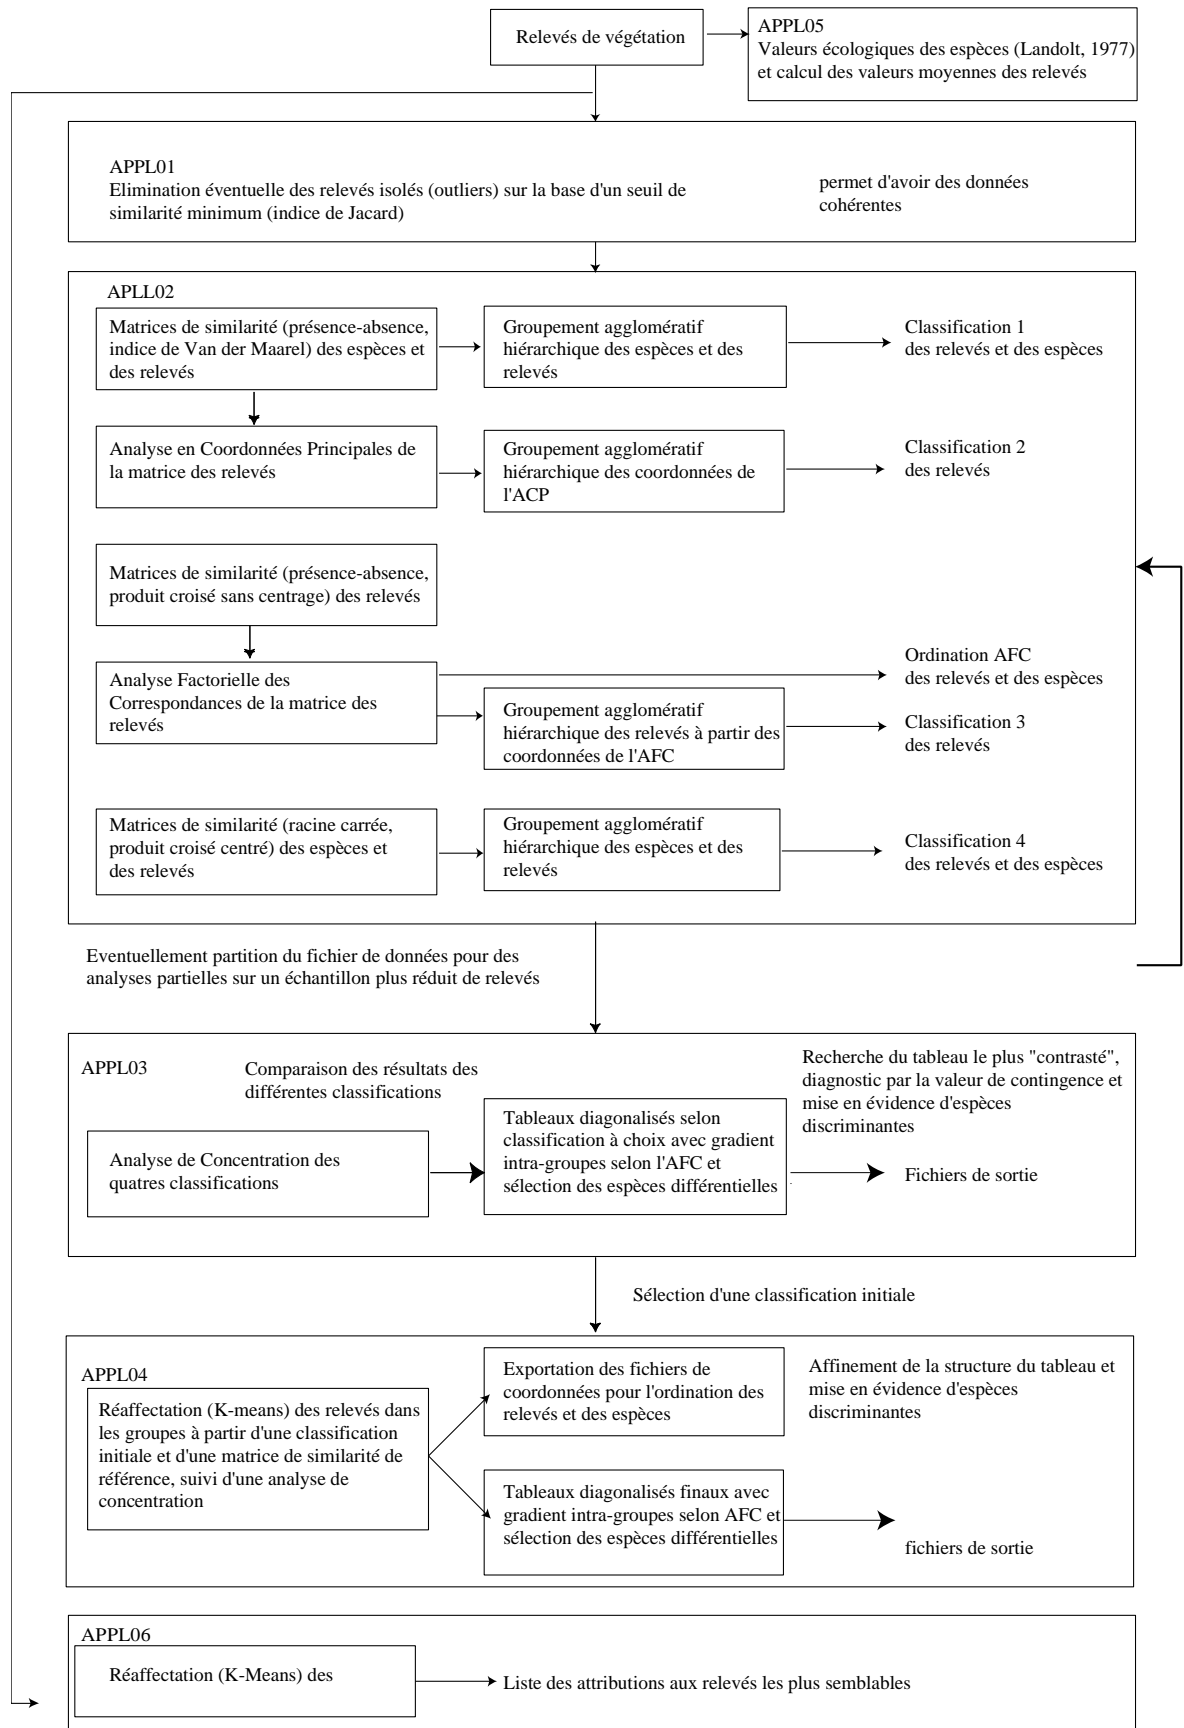 Relevés de végétation
APPL05
Valeurs écologiques des espèces (Landolt, 1977)
et calcul des valeurs moyennes des relevés
APPL01
Elimination éventuelle des relevés isolés (outliers) sur la base d'un seuil de
similarité minimum (indice de Jacard)
permet d'avoir des données
cohérentes
APLL02
Matrices de similarité (présence-absence,
indice de Van der Maarel) des espèces et
des relevés
Groupement agglomératif
hiérarchique des espèces et des
relevés
Classification 1
des relevés et des espèces
Analyse en Coordonnées Principales de
la matrice des relevés
Groupement agglomératif
hiérarchique des coordonnées de
l'ACP
Classification 2
des relevés
Matrices de similarité (présence-absence,
produit croisé sans centrage) des relevés
Analyse Factorielle des
Correspondances de la matrice des
relevés
Ordination AFC
des relevés et des espèces
Groupement agglomératif
hiérarchique des relevés à partir des
coordonnées de l'AFC
Classification 3
des relevés
Matrices de similarité (racine carrée,
produit croisé centré) des espèces et
des relevés
Groupement agglomératif
hiérarchique des espèces et des
relevés
Classification 4
des relevés et des espèces
Eventuellement partition du fichier de données pour des
analyses partielles sur un échantillon plus réduit de relevés
APPL03
Comparaison des résultats des
différentes classifications
Recherche du tableau le plus "contrasté",
diagnostic par la valeur de contingence et
mise en évidence d'espèces
discriminantes
Analyse de Concentration des
quatres classifications
Tableaux diagonalisés selon
classification à choix avec gradient
intra-groupes selon l'AFC et
sélection des espèces différentielles
Fichiers de sortie
Sélection d'une classification initiale
APPL04
Réaffectation (K-means) des relevés dans
les groupes à partir d'une classification
initiale et d'une matrice de similarité de
référence, suivi d'une analyse de
concentration
Exportation des fichiers de
coordonnées pour l'ordination des
relevés et des espèces
Affinement de la structure du tableau et
mise en évidence d'espèces
discriminantes
Tableaux diagonalisés finaux avec
gradient intra-groupes selon AFC et
sélection des espèces différentielles
fichiers de sortie
APPL06
Réaffectation (K-Means) des
Liste des attributions aux relevés les plus semblables